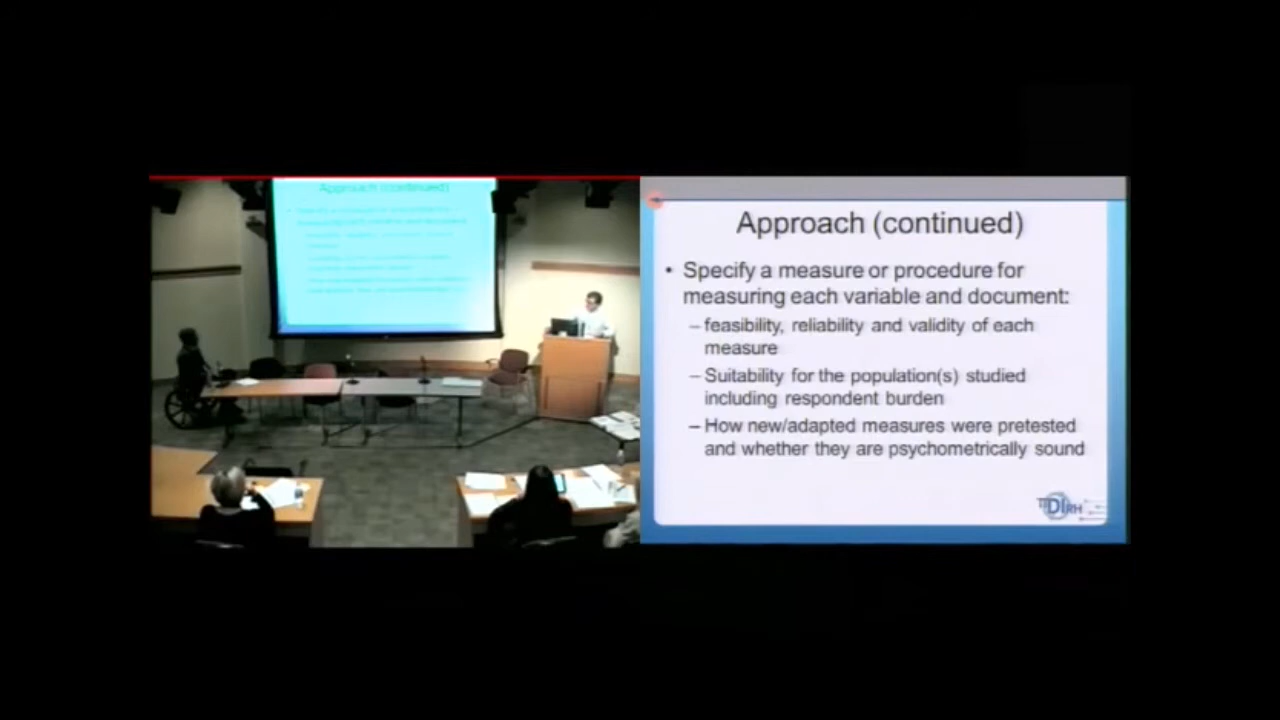 Approach (continued)
Approach (continued)
• Specify a measure or procedure for
measuring each variable and document:
– feasibility, reliability and validity of each
measure
– Suitability for the population(s) studied
including respondent burden
– How new/adapted measures were pretested
and whether they are psychometrically sound